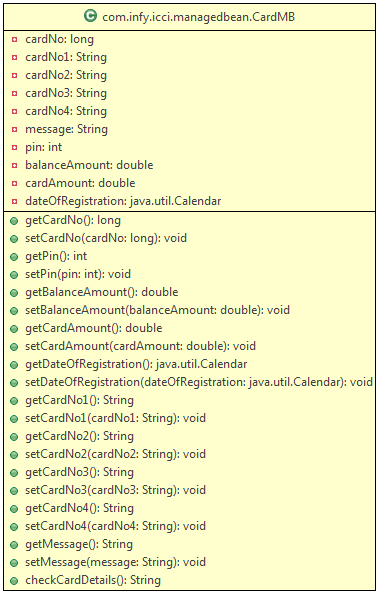 C com.infy.icci.managedbean.CardMB
cardNo: long
cardNo1: String
cardNo2: String
cardNo3: String
cardNo4: String
message: String
pin: int
balanceAmount: double
cardAmount: double
dateOfRegistration: java.util.Calendar
getCardNo(): long
setCardNo(cardNo: long): void
getPin(): int
setPin(pin: int): void
getBalanceAmount(): double
setBalanceAmount(balanceAmount: double): void
getCardAmount(): double
setCardAmount(cardAmount: double): void
getDateOfRegistration(): java.util.Calendar
setDateOfRegistration(dateOfRegistration: java.util.Calendar): void
getCardNo1(): String
setCardNo1(cardNo1: String): void
getCardNo2(): String
setCardNo2(cardNo2: String): void
getCardNo3(): String
setCardNo3(cardNo3: String): void
getCardNo4(): String
setCardNo4(cardNo4: String): void
getMessage(): String
setMessage(message: String): void
checkCardDetails(): String